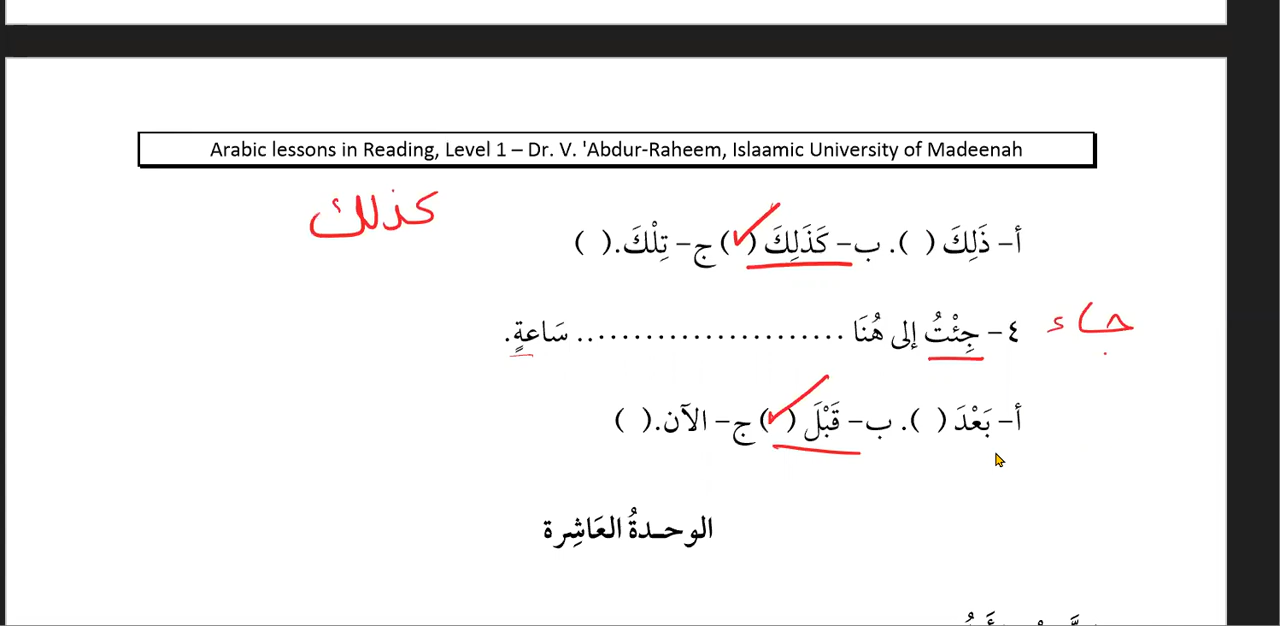 Arabic lessons in Reading, Level 1 – Dr. V. 'Abdur-Raheem, Islaamic University of Madeenah
كذلك
أ- ذَلِكَ ( ). ب- كَذَلِكَ (✓) ج- تِلْكَ.( )
جاء
٤- جِئْتُ إلى هُنَا ...................... سَاعةٍ.
أ- بَعْدَ ( ). ب- قَبْلَ (✓) ج- الآن.( )
الوحـدةُ العَاشِرة